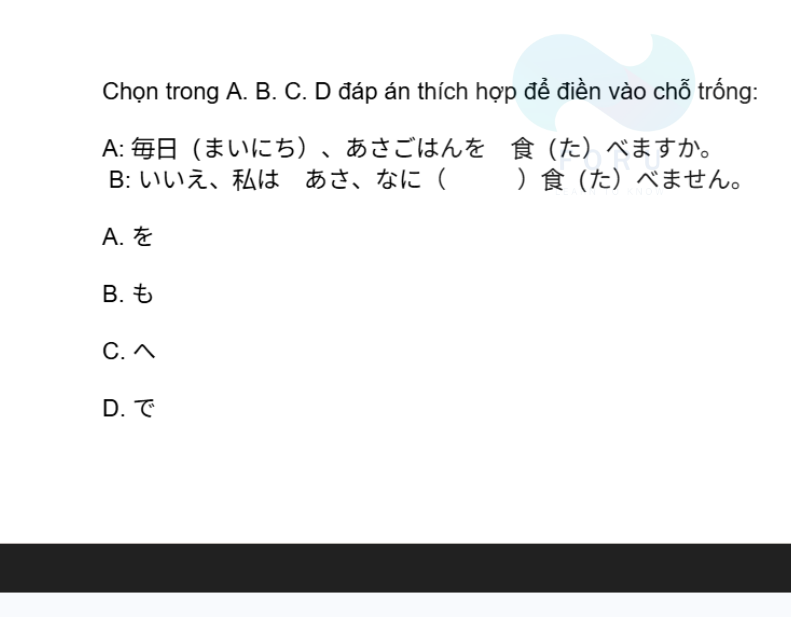 Chọn trong A. B. C. D đáp án thích hợp để điền vào chỗ trống:
A: 毎日（まいにち）、あさごはんを　食（た）べますか。
B: いいえ、私は　あさ、なに（　　　）食（た）べません。
A. を
B. も
C. へ
D. で
FORU